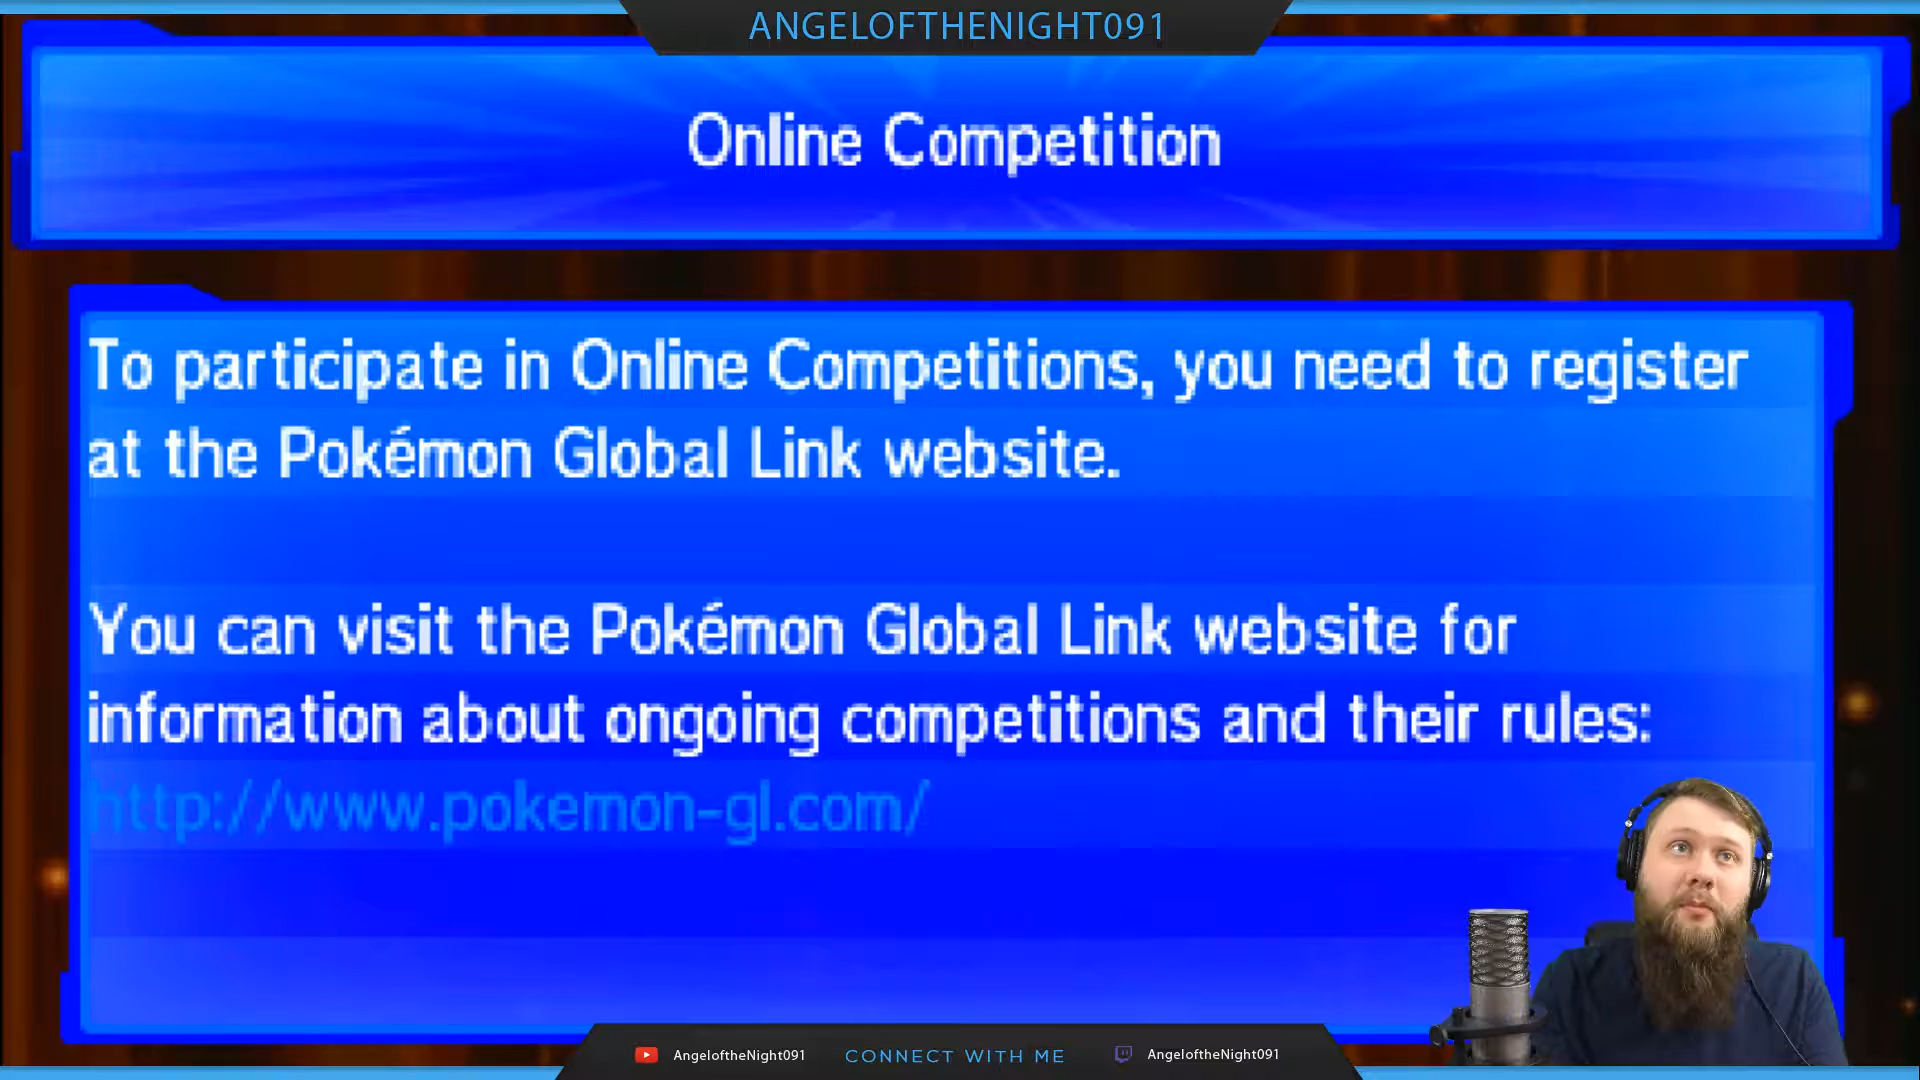 ANGELOFTHENIGHT091
Online Competition
To participate in Online Competitions, you need to register
at the Pokémon Global Link website.
You can visit the Pokémon Global Link website for
information about ongoing competitions and their rules:
http://www.pokemon-gl.com/
AngeloftheNight091 CONNECT WITH ME AngeloftheNight091